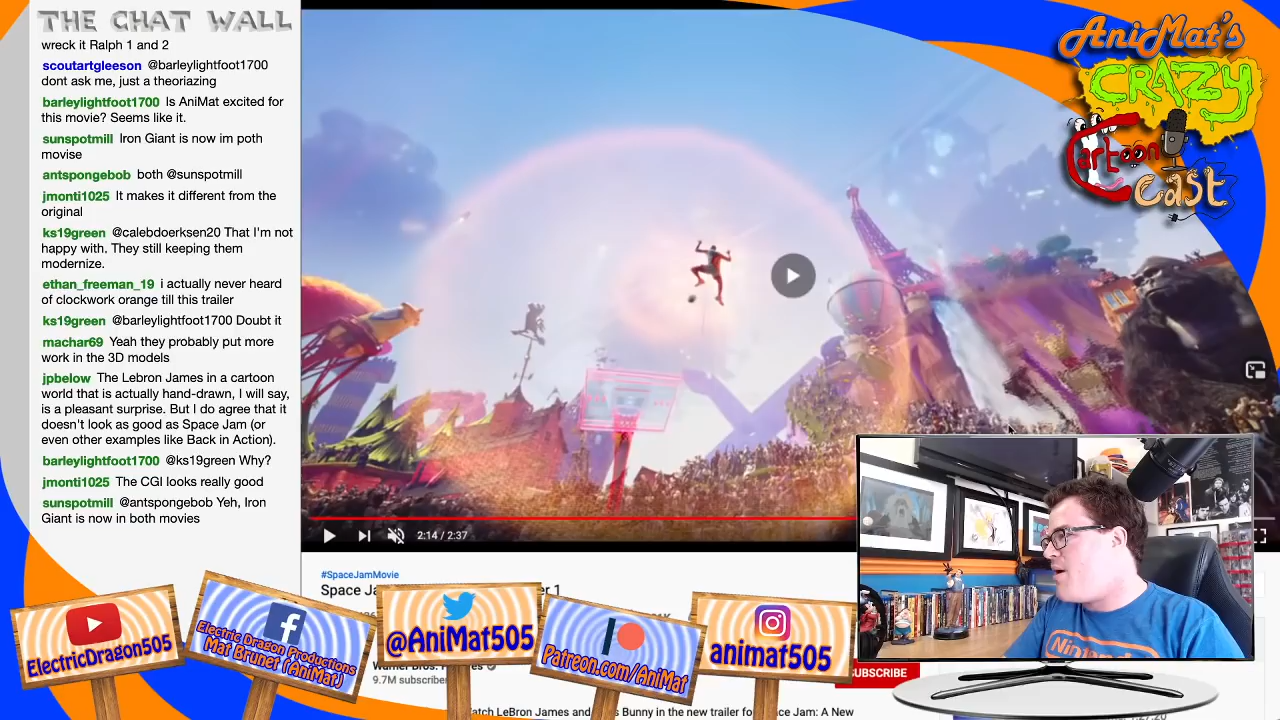 THE CHAT WALL
wreck it Ralph 1 and 2
scoutartgleeson @barleylightfoot1700
dont ask me, just a theoriazing
barleylightfoot1700 Is AniMat excited for
this movie? Seems like it.
sunspotmill Iron Giant is now im poth
movise
antspongebob both @sunspotmill
jmonti1025 It makes it different from the
original
ks19green @calebdoerksen20 That I'm not
happy with. They still keeping them
modernize.
ethan_freeman_19 i actually never heard
of clockwork orange till this trailer
ks19green @barleylightfoot1700 Doubt it
machar69 Yeah they probably put more
work in the 3D models
jpbelow The Lebron James in a cartoon
world that is actually hand-drawn, I will say,
is a pleasant surprise. But I do agree that it
doesn't look as good as Space Jam (or
even other examples like Back in Action).
barleylightfoot1700 @ks19green Why?
jmonti1025 The CGI looks really good
sunspotmill @antspongebob Yeh, Iron
Giant is now in both movies
AniMat's
CRAZY
Cartoon
Cast
2:14 / 2:37
#SpaceJamMovie
Space Ja
er 1
9.7M subscriber
SUBSCRIBE
atch LeBron James and
s Bunny in the new trailer fo
ace Jam: A New
Nin
ElectricDragon505
Electric Dragon Productions
Mat Brunet (AniMat)
@AniMat505
Patreon.com/AniMat
animat505